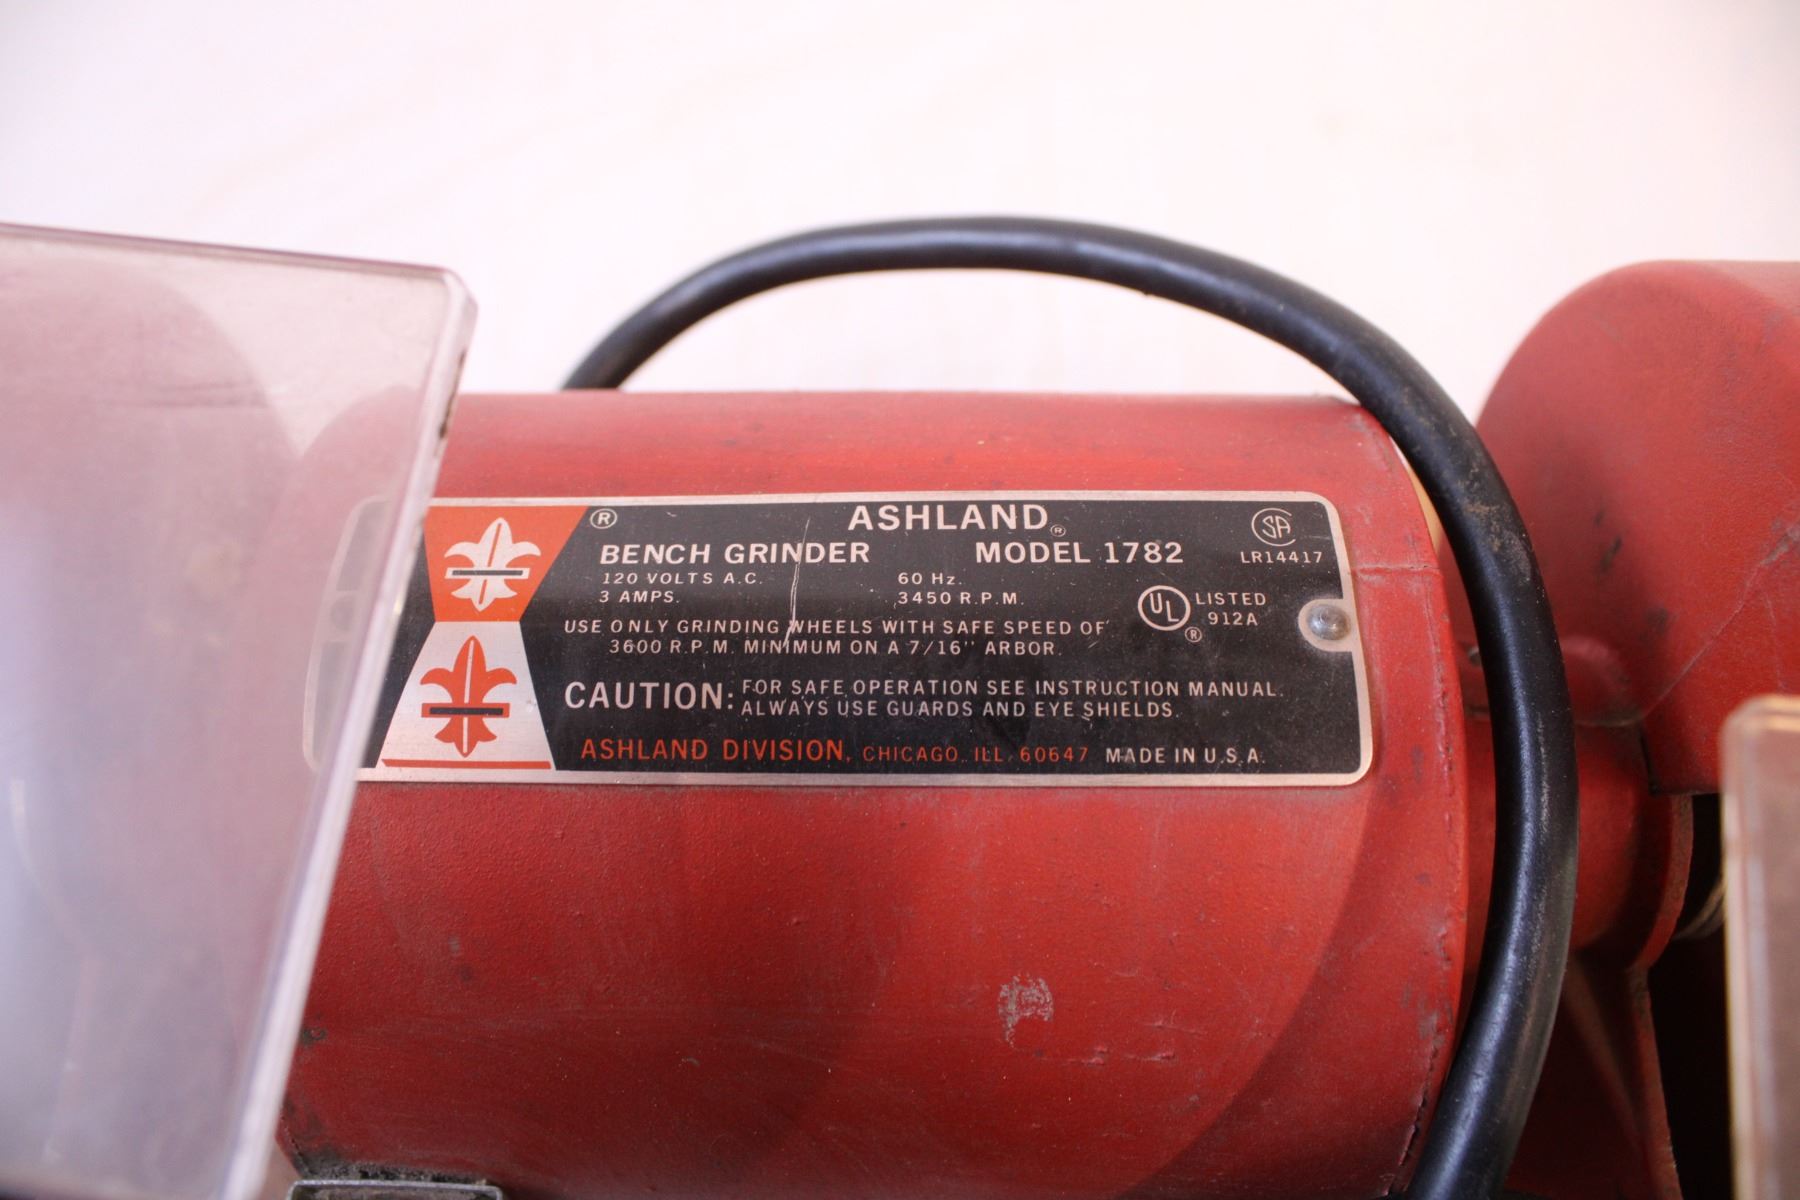 ASHLAND®
® BENCH GRINDER MODEL 1782
120 VOLTS A.C. 60 Hz.
3 AMPS. 3450 R.P.M.
USE ONLY GRINDING WHEELS WITH SAFE SPEED OF
3600 R.P.M. MINIMUM ON A 7/16" ARBOR.
CAUTION: FOR SAFE OPERATION SEE INSTRUCTION MANUAL.
ALWAYS USE GUARDS AND EYE SHIELDS.
ASHLAND DIVISION, CHICAGO, ILL, 60647 MADE IN U.S.A.
SA
LR14417
UL® LISTED
912A